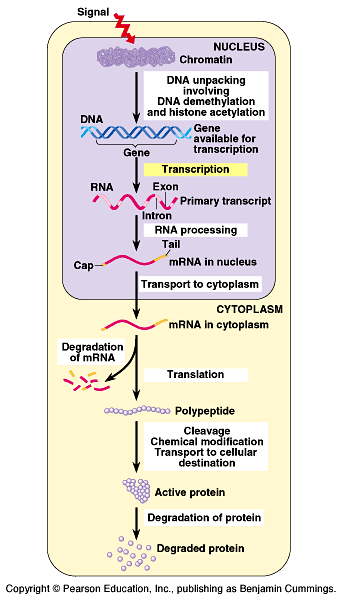 Signal
NUCLEUS
Chromatin
DNA unpacking
involving
DNA demethylation
and histone acetylation
DNA
Gene
available for
transcription
Gene
Transcription
RNA
Exon
Primary transcript
Intron
RNA processing
Tail
Cap
mRNA in nucleus
Transport to cytoplasm
CYTOPLASM
mRNA in cytoplasm
Degradation
of mRNA
Translation
Polypeptide
Cleavage
Chemical modification
Transport to cellular
destination
Active protein
Degradation of protein
Degraded protein
Copyright © Pearson Education, Inc., publishing as Benjamin Cummings.